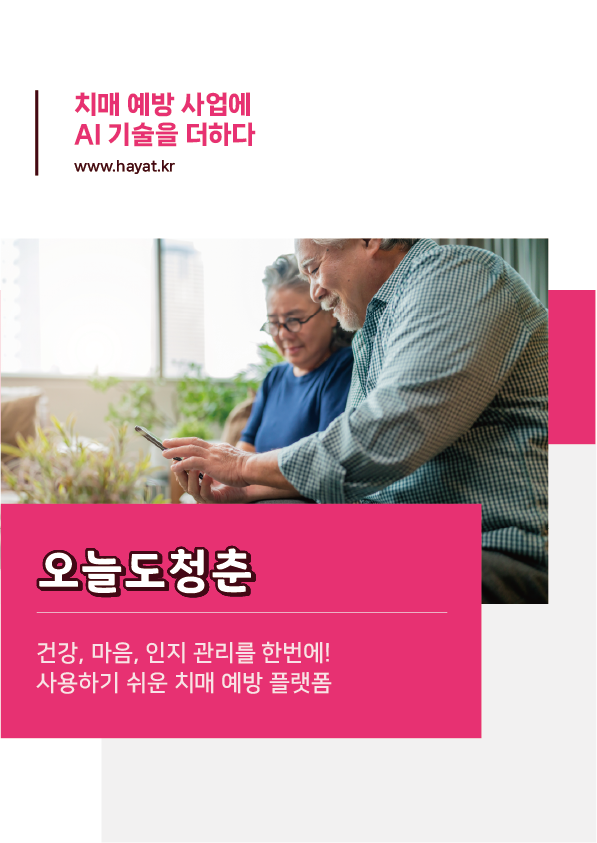 치매 예방 사업에
AI 기술을 더하다
www.hayat.kr
오늘도청춘
건강, 마음, 인지 관리를 한번에!
사용하기 쉬운 치매 예방 플랫폼